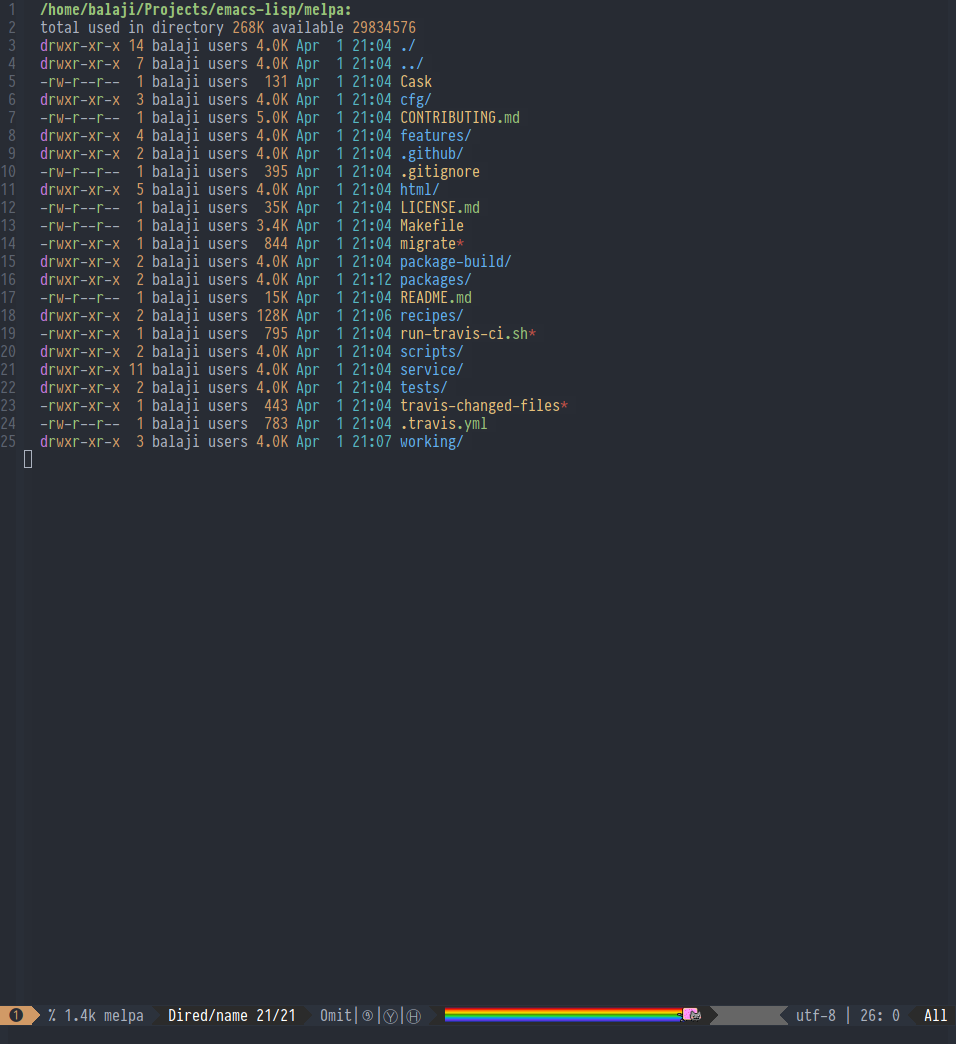 1 /home/balaji/Projects/emacs-lisp/melpa:
2 total used in directory 268K available 29834576
3 drwxr-xr-x 14 balaji users 4.0K Apr  1 21:04 ./
4 drwxr-xr-x  7 balaji users 4.0K Apr  1 21:04 ../
5 -rw-r--r--  1 balaji users  131 Apr  1 21:04 Cask
6 drwxr-xr-x  3 balaji users 4.0K Apr  1 21:04 cfg/
7 -rw-r--r--  1 balaji users 5.0K Apr  1 21:04 CONTRIBUTING.md
8 drwxr-xr-x  4 balaji users 4.0K Apr  1 21:04 features/
9 drwxr-xr-x  2 balaji users 4.0K Apr  1 21:04 .github/
10 -rw-r--r--  1 balaji users  395 Apr  1 21:04 .gitignore
11 drwxr-xr-x  5 balaji users 4.0K Apr  1 21:04 html/
12 -rw-r--r--  1 balaji users  35K Apr  1 21:04 LICENSE.md
13 -rw-r--r--  1 balaji users 3.4K Apr  1 21:04 Makefile
14 -rwxr-xr-x  1 balaji users  844 Apr  1 21:04 migrate*
15 drwxr-xr-x  2 balaji users 4.0K Apr  1 21:04 package-build/
16 drwxr-xr-x  2 balaji users 4.0K Apr  1 21:12 packages/
17 -rw-r--r--  1 balaji users  15K Apr  1 21:04 README.md
18 drwxr-xr-x  2 balaji users 128K Apr  1 21:06 recipes/
19 -rwxr-xr-x  1 balaji users  795 Apr  1 21:04 run-travis-ci.sh*
20 drwxr-xr-x  2 balaji users 4.0K Apr  1 21:04 scripts/
21 drwxr-xr-x 11 balaji users 4.0K Apr  1 21:04 service/
22 drwxr-xr-x  2 balaji users 4.0K Apr  1 21:04 tests/
23 -rwxr-xr-x  1 balaji users  443 Apr  1 21:04 travis-changed-files*
24 -rw-r--r--  1 balaji users  783 Apr  1 21:04 .travis.yml
25 drwxr-xr-x  3 balaji users 4.0K Apr  1 21:07 working/
❶ % 1.4k melpa Dired/name 21/21 Omit|⑨|Ⓨ|Ⓗ utf-8 | 26: 0 All